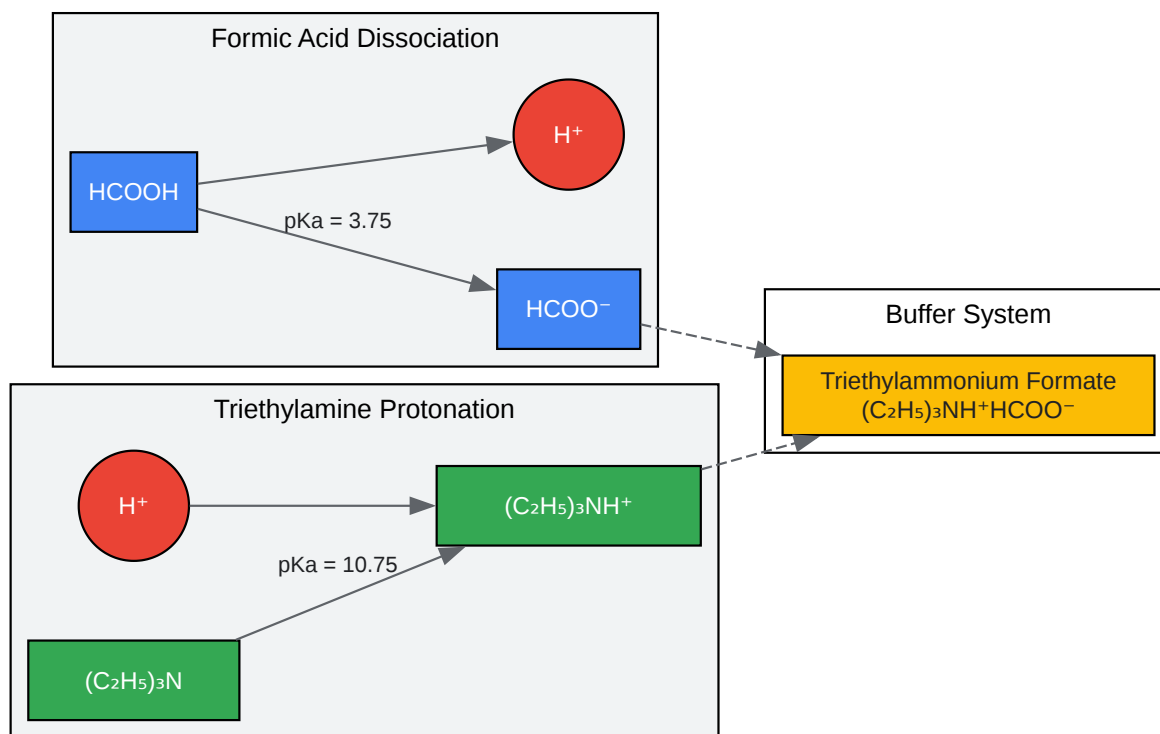 Formic Acid Dissociation
H⁺
HCOOH
pKa = 3.75
HCOO⁻
Buffer System
Triethylammonium Formate
(C₂H₅)₃NH⁺HCOO⁻
Triethylamine Protonation
H⁺
(C₂H₅)₃NH⁺
pKa = 10.75
(C₂H₅)₃N